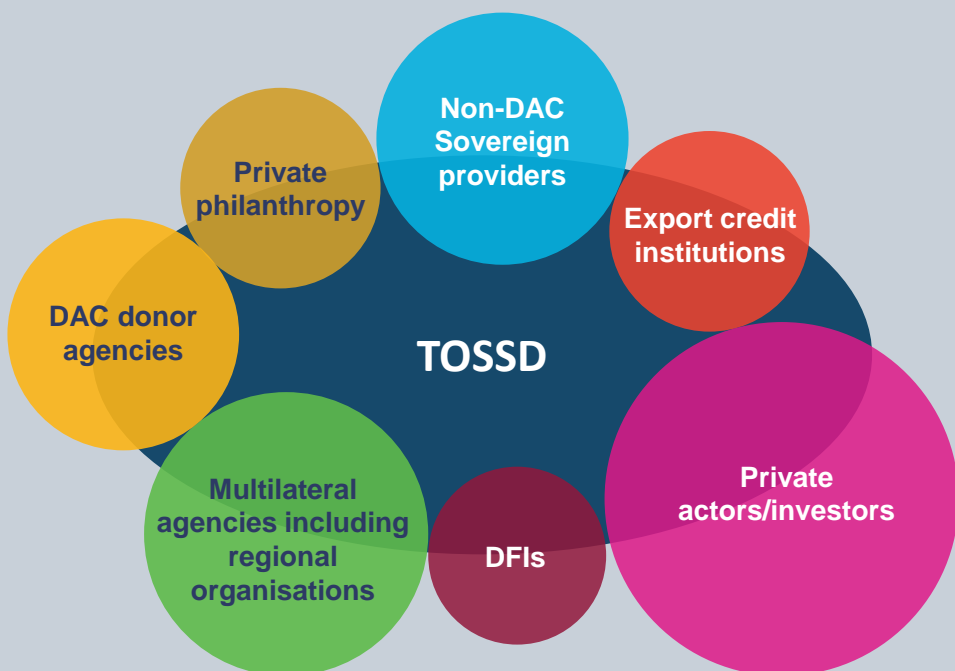 Non-DAC
Sovereign
providers
Private
philanthropy
Export credit
institutions
DAC donor
agencies
TOSSD
Private
actors/investors
Multilateral
agencies including
regional
organisations
DFIs